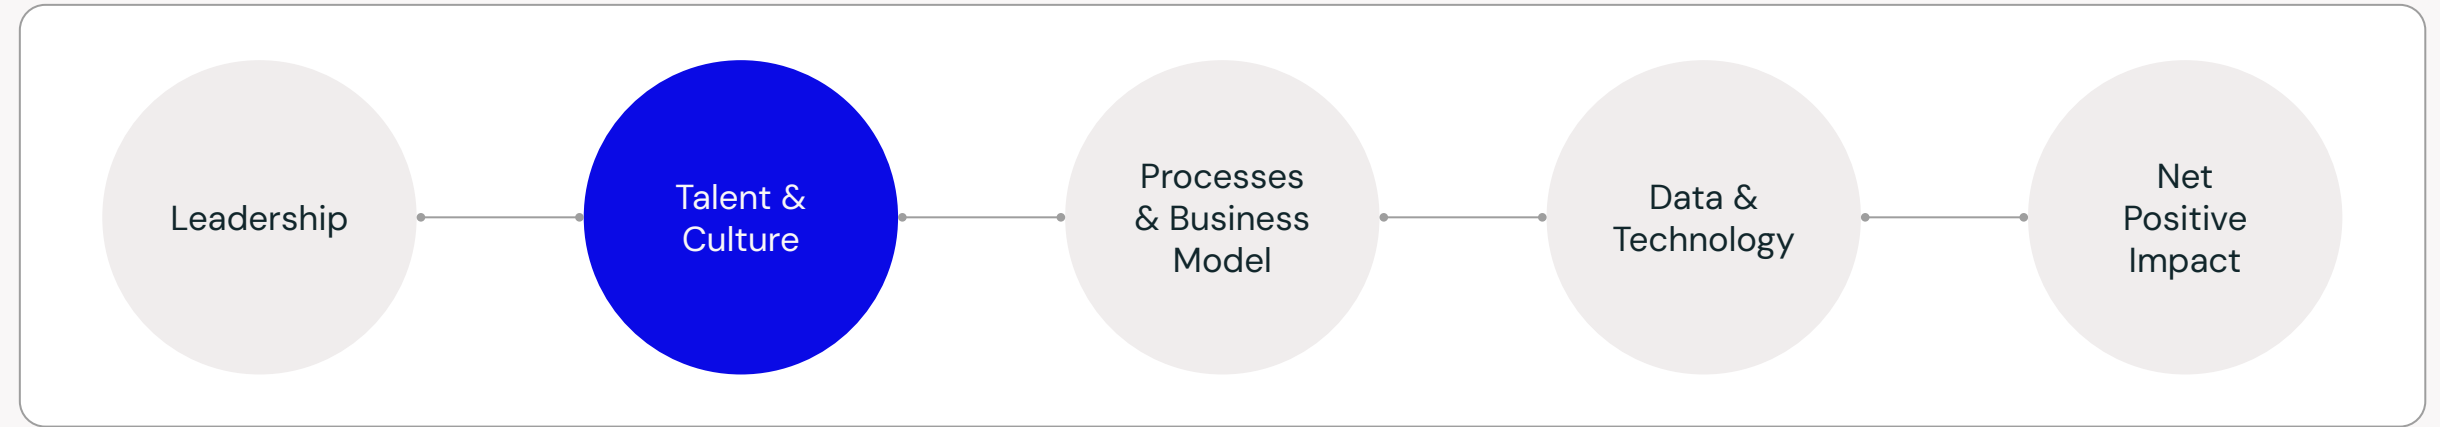 Leadership
Talent &
Culture
Processes
& Business
Model
Data &
Technology
Net
Positive
Impact